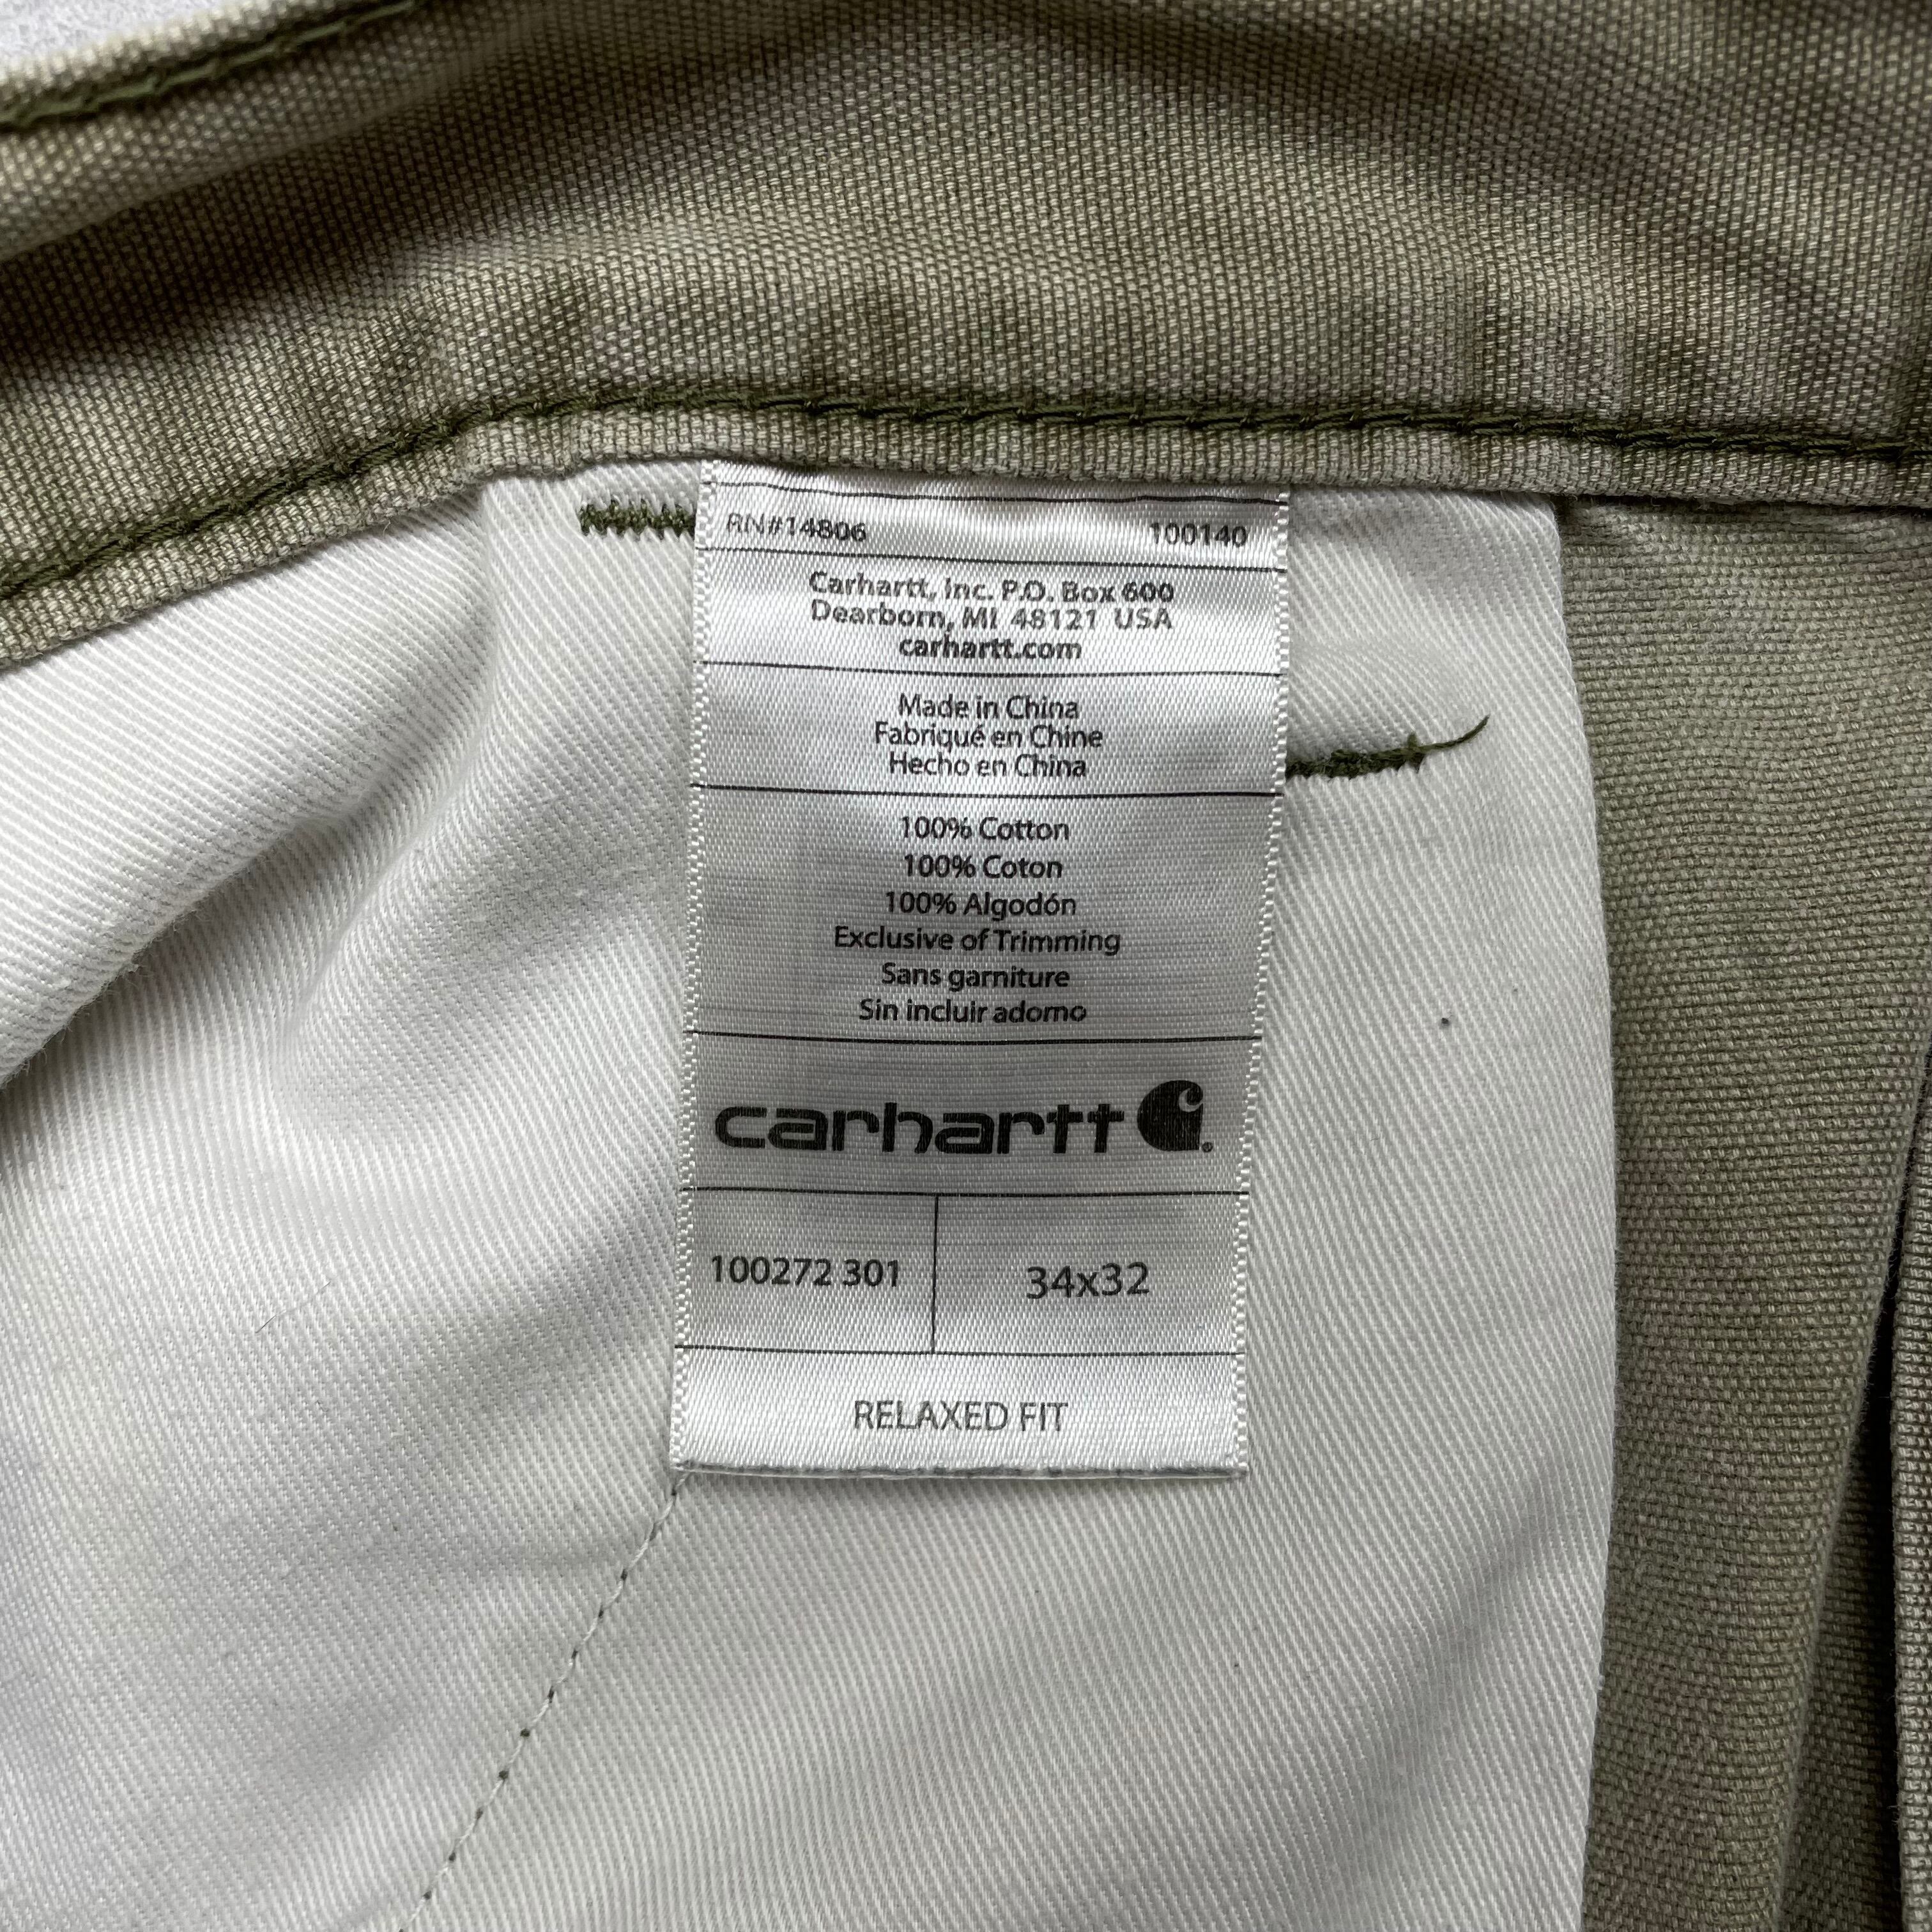 RN#14806 100140
Carhartt, Inc. P.O. Box 600
Dearborn, MI 48121 USA
carhartt.com
Made in China
Fabriqué en Chine
Hecho en China
100% Cotton
100% Coton
100% Algodón
Exclusive of Trimming
Sans garniture
Sin incluir adorno
carhartt ®
100272 301 34x32
RELAXED FIT